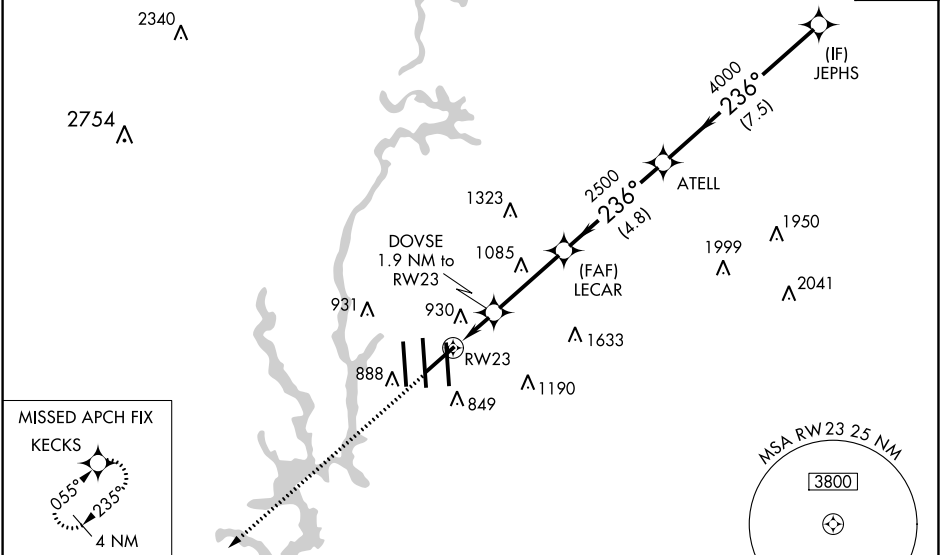 2340
2754
(IF)
JEPHS
4000
236°
(7.5)
ATELL
2500
236°
(4.8)
1323
1085
DOVSE
1.9 NM to
RW23
(FAF)
LECAR
1950
1999
2041
931
930
1633
RW23
888
849
1190
MISSED APCH FIX
KECKS
055°
235°
4 NM
MSA RW23 25 NM
3800